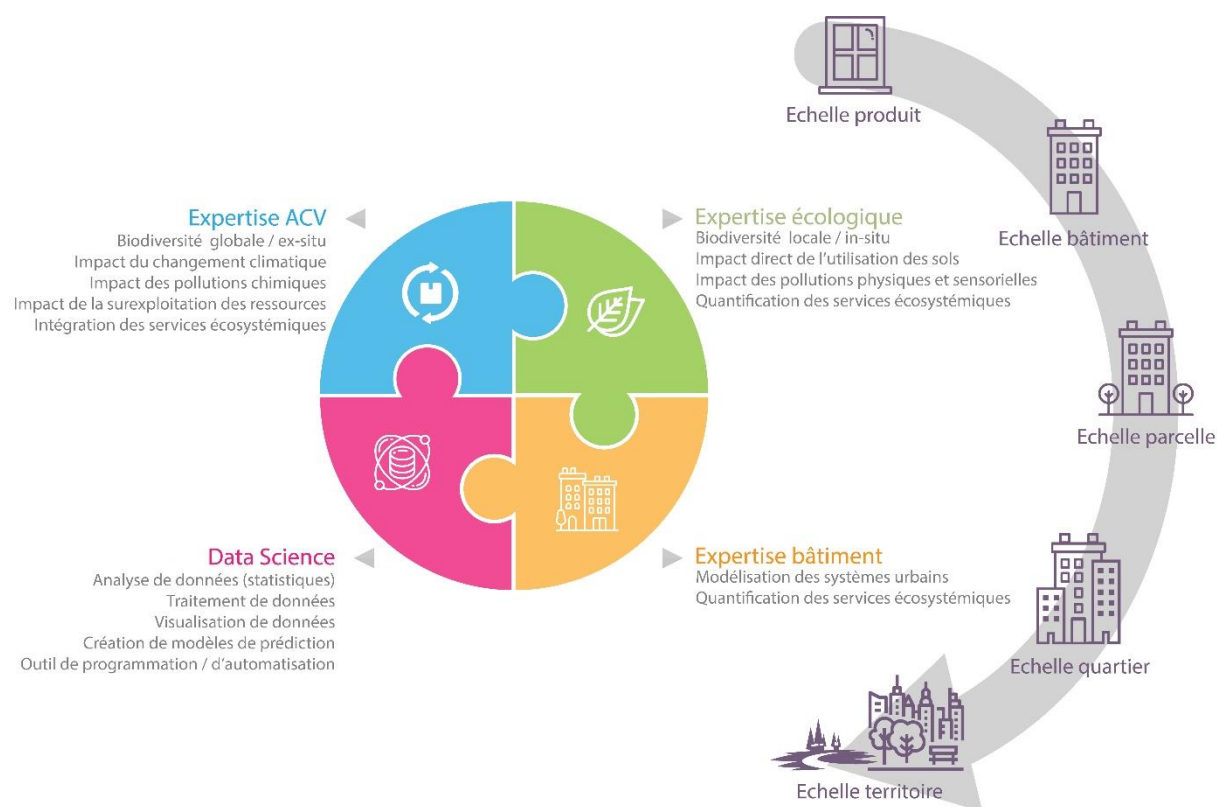 Echelle produit
Echelle bâtiment
Echelle parcelle
Echelle quartier
Echelle territoire
Expertise ACV
Biodiversité globale / ex-situ
Impact du changement climatique
Impact des pollutions chimiques
Impact de la surexploitation des ressources
Intégration des services écosystémiques
Expertise écologique
Biodiversité locale / in-situ
Impact direct de l'utilisation des sols
Impact des pollutions physiques et sensorielles
Quantification des services écosystémiques
Data Science
Analyse de données (statistiques)
Traitement de données
Visualisation de données
Création de modèles de prédiction
Outil de programmation / d'automatisation
Expertise bâtiment
Modélisation des systèmes urbains
Quantification des services écosystémiques